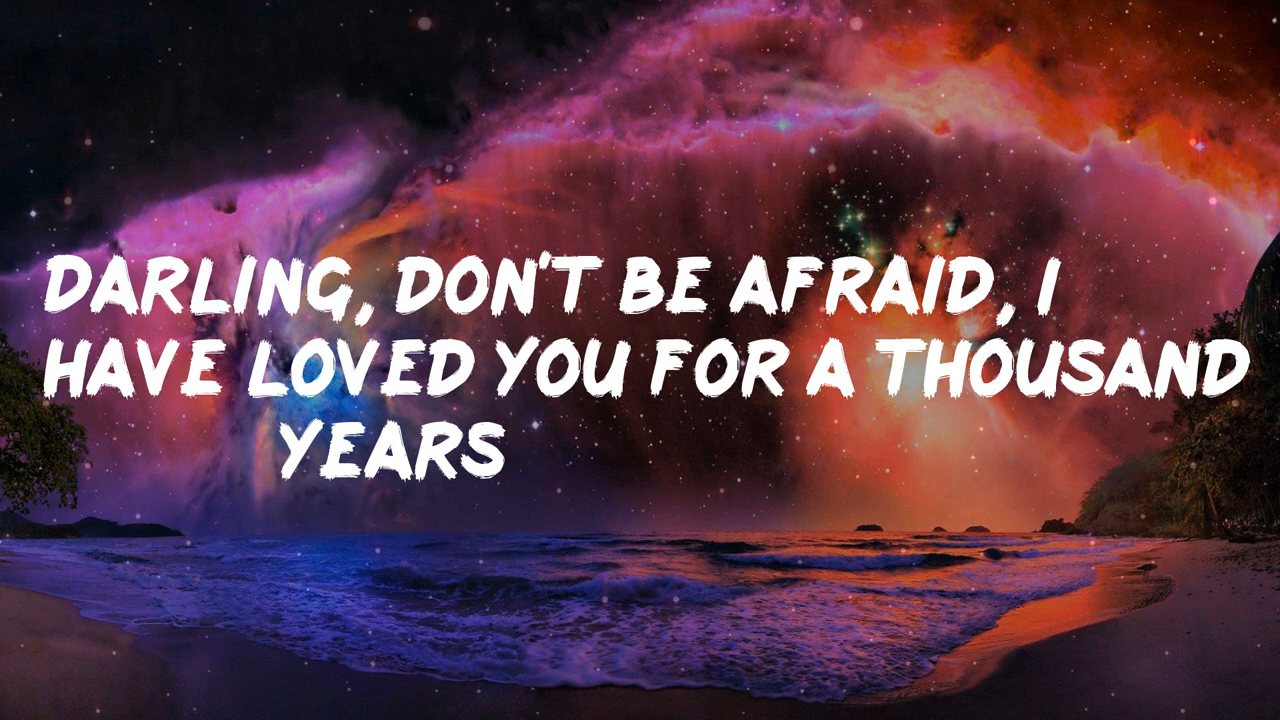 DARLING, DON'T BE AFRAID, I
HAVE LOVED YOU FOR A THOUSAND
YEARS